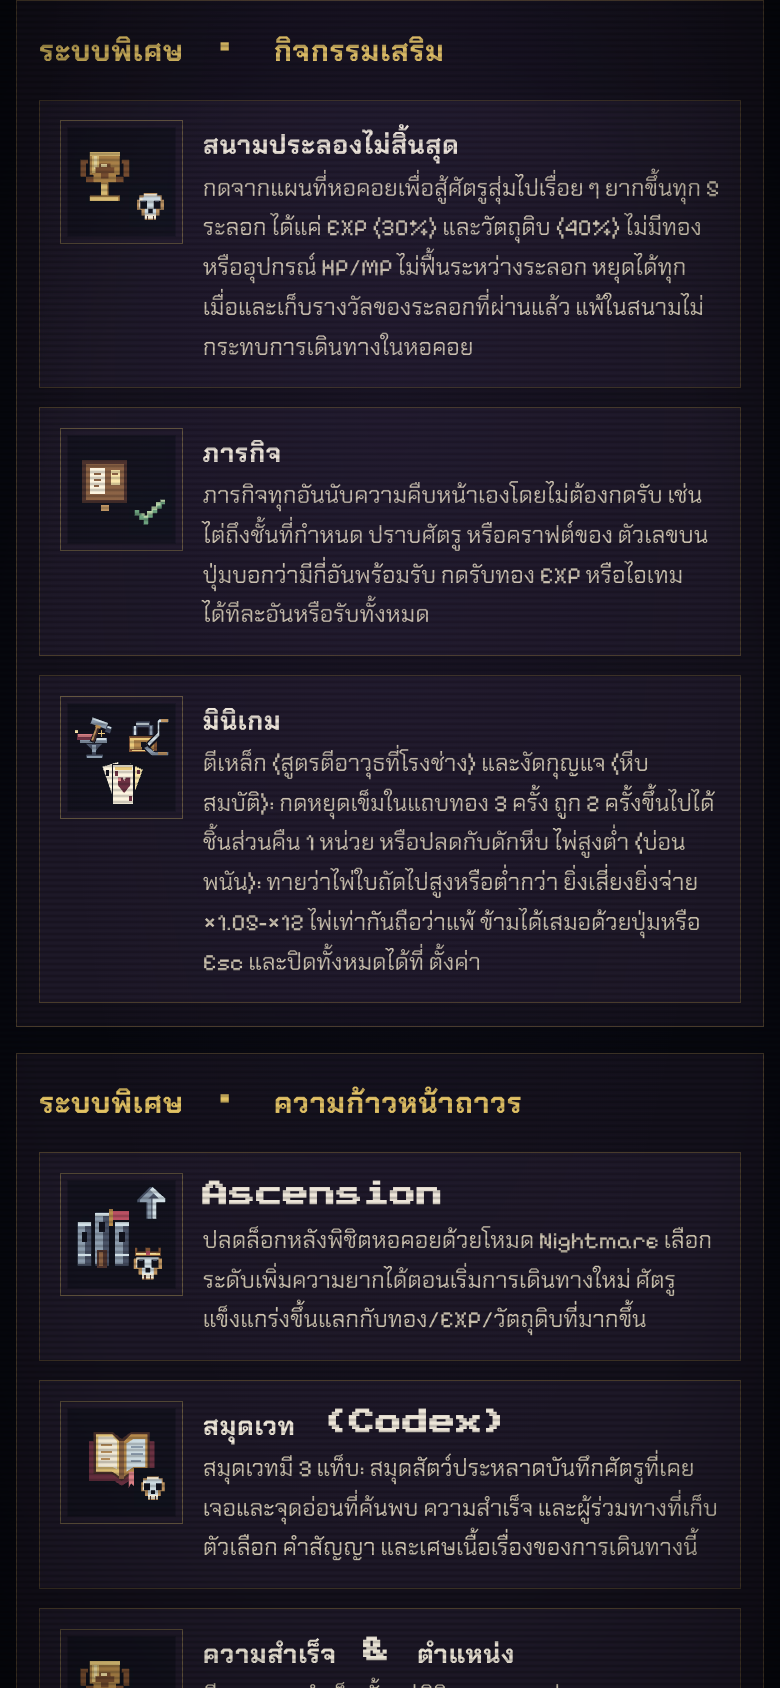 ระบบพิเศษ · กิจกรรมเสริม
สนามประลองไม่สิ้นสุด
กดจากแผนที่หอคอยเพื่อสู้ศัตรูสุ่มไปเรื่อย ๆ ยากขึ้นทุก 5
ระลอก ได้แค่ EXP (30%) และวัตถุดิบ (40%) ไม่มีทอง
หรืออุปกรณ์ HP/MP ไม่ฟื้นระหว่างระลอก หยุดได้ทุก
เมื่อและเก็บรางวัลของระลอกที่ผ่านแล้ว แพ้ในสนามไม่
กระทบการเดินทางในหอคอย
ภารกิจ
ภารกิจทุกอันนับความคืบหน้าเองโดยไม่ต้องกดรับ เช่น
ไต่ถึงชั้นที่กำหนด ปราบศัตรู หรือคราฟต์ของ ตัวเลขบน
ปุ่มบอกว่ามีกี่อันพร้อมรับ กดรับทอง EXP หรือไอเทม
ได้ทีละอันหรือรับทั้งหมด
มินิเกม
ตีเหล็ก (สูตรตีอาวุธที่โรงช่าง) และงัดกุญแจ (หีบ
สมบัติ): กดหยุดเข็มในแถบทอง 3 ครั้ง ถูก 2 ครั้งขึ้นไปได้
ชิ้นส่วนคืน 1 หน่วย หรือปลดกับดักหีบ ไพ่สูงต่ำ (บ่อน
พนัน): ทายว่าไพ่ใบถัดไปสูงหรือต่ำกว่า ยิ่งเสี่ยงยิ่งจ่าย
×1.05-×12 ไพ่เท่ากันถือว่าแพ้ ข้ามได้เสมอด้วยปุ่มหรือ
Esc และปิดทั้งหมดได้ที่ ตั้งค่า
ระบบพิเศษ · ความก้าวหน้าถาวร
Ascension
ปลดล็อกหลังพิชิตหอคอยด้วยโหมด Nightmare เลือก
ระดับเพิ่มความยากได้ตอนเริ่มการเดินทางใหม่ ศัตรู
แข็งแกร่งขึ้นแลกกับทอง/EXP/วัตถุดิบที่มากขึ้น
สมุดเวท (Codex)
สมุดเวทมี 3 แท็บ: สมุดสัตว์ประหลาดบันทึกศัตรูที่เคย
เจอและจุดอ่อนที่ค้นพบ ความสำเร็จ และผู้ร่วมทางที่เก็บ
ตัวเลือก คำสัญญา และเศษเนื้อเรื่องของการเดินทางนี้
ความสำเร็จ & ตำแหน่ง